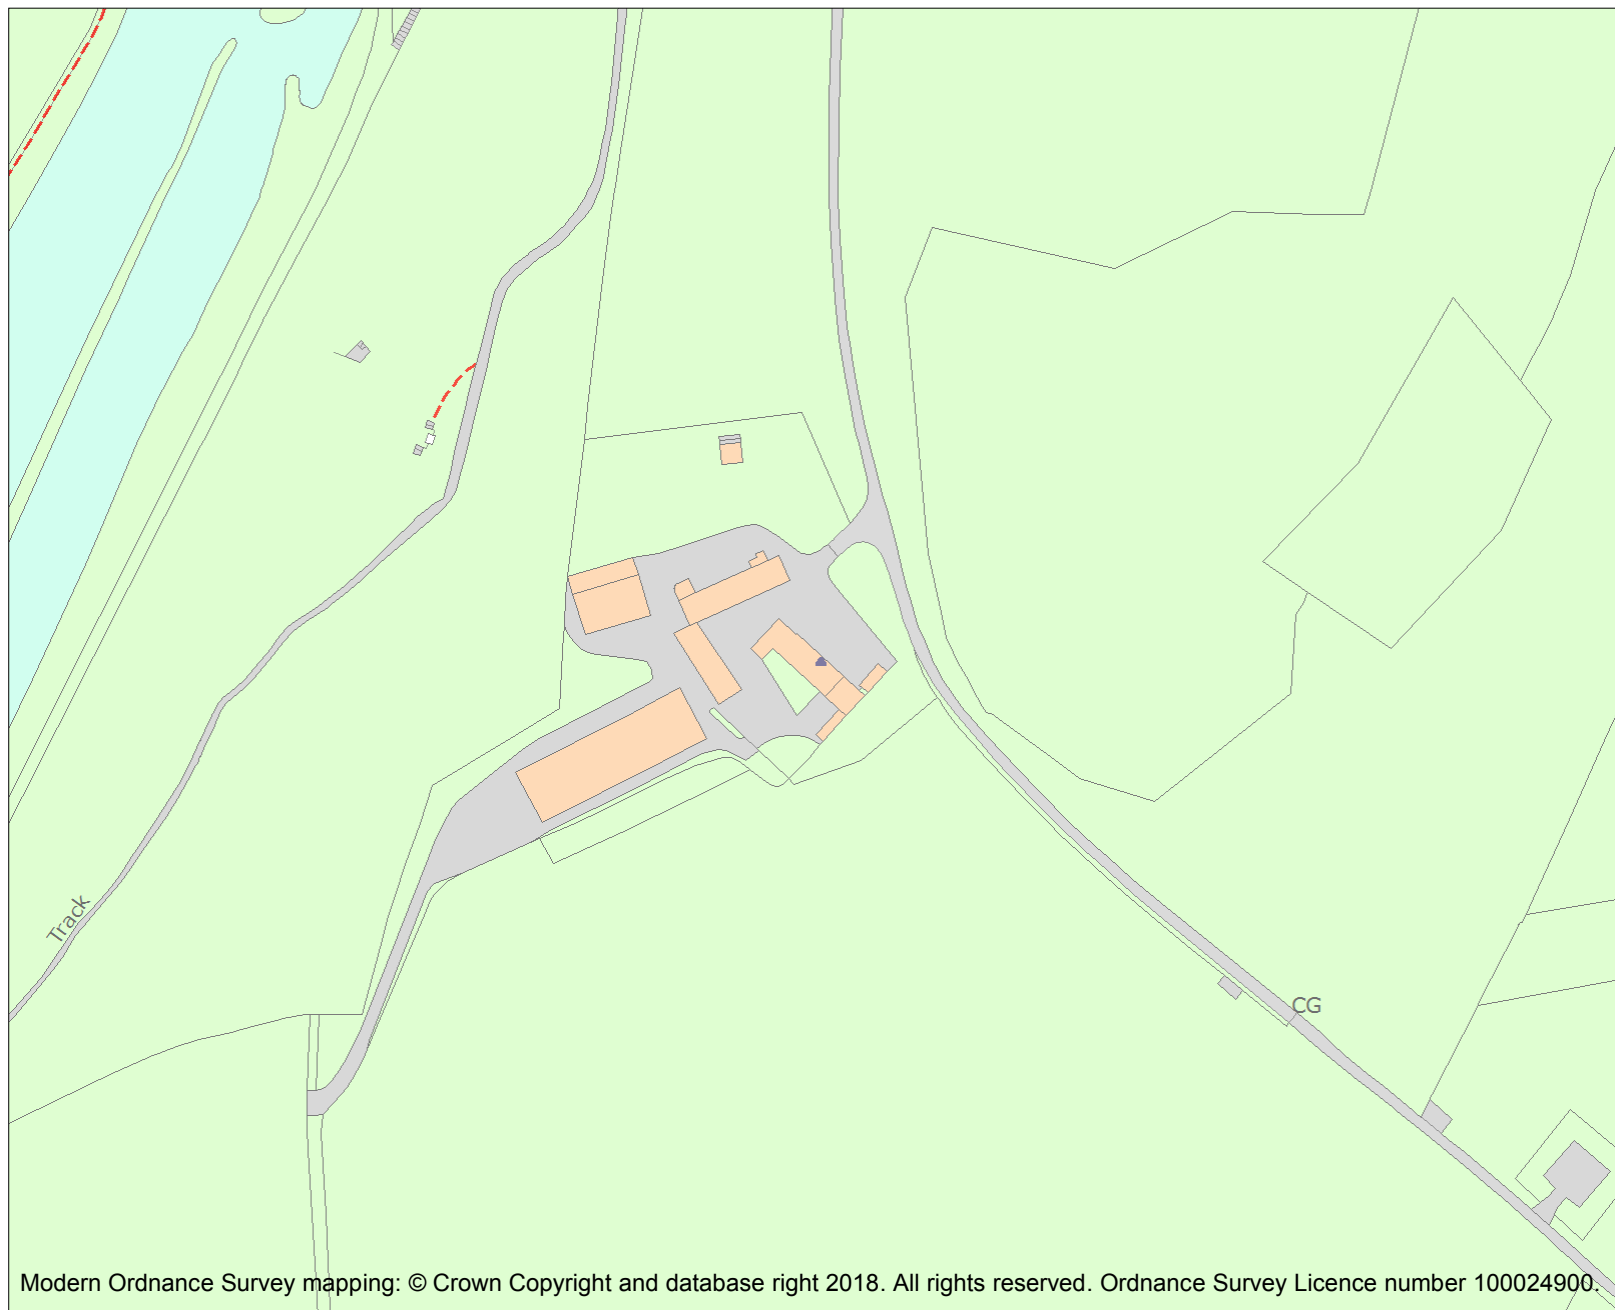 Track
CG
Modern Ordnance Survey mapping: © Crown Copyright and database right 2018. All rights reserved. Ordnance Survey Licence number 100024900.